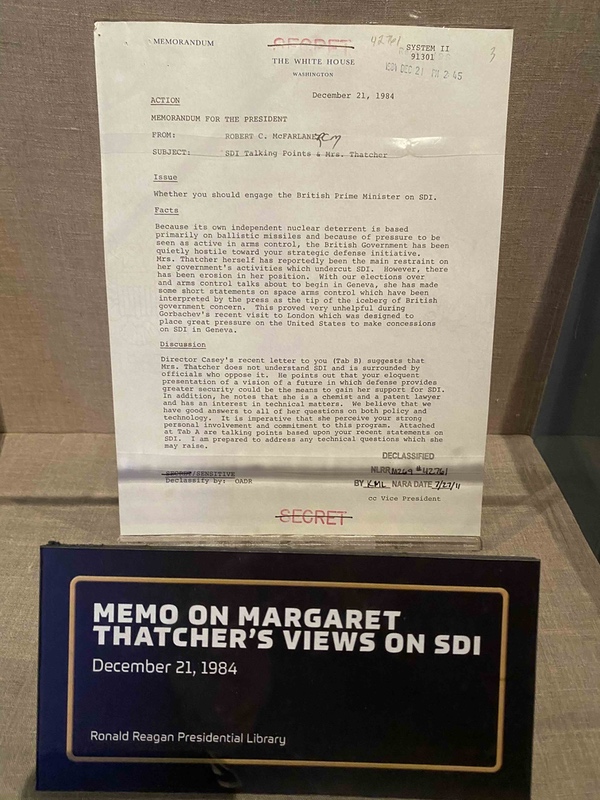 MEMORANDUM
SECRET
42761
SYSTEM II
91301
3
THE WHITE HOUSE
WASHINGTON
1984 DEC 21 PM 2 45
December 21, 1984
ACTION
MEMORANDUM FOR THE PRESIDENT
FROM: ROBERT C. McFARLANE RCM
SUBJECT: SDI Talking Points & Mrs. Thatcher
Issue
Whether you should engage the British Prime Minister on SDI.
Facts
Because its own independent nuclear deterrent is based
primarily on ballistic missiles and because of pressure to be
seen as active in arms control, the British Government has been
quietly hostile toward your strategic defense initiative.
Mrs. Thatcher herself has reportedly been the main restraint on
her government's activities which undercut SDI. However, there
has been erosion in her position. With our elections over
and arms control talks about to begin in Geneva, she has made
some short statements on space arms control which have been
interpreted by the press as the tip of the iceberg of British
government concern. This proved very unhelpful during
Gorbachev's recent visit to London which was designed to
place great pressure on the United States to make concessions
on SDI in Geneva.
Discussion
Director Casey's recent letter to you (Tab B) suggests that
Mrs. Thatcher does not understand SDI and is surrounded by
officials who oppose it. He points out that your eloquent
presentation of a vision of a future in which defense provides
greater security could be the means to gain her support for SDI.
In addition, he notes that she is a chemist and a patent lawyer
and has an interest in technical matters. We believe that we
have good answers to all of her questions on both policy and
technology. It is imperative that she perceive your strong
personal involvement and commitment to this program. Attached
at Tab A are talking points based upon your recent statements on
SDI. I am prepared to address any technical questions which she
may raise.
DECLASSIFIED
SECRET/SENSITIVE
Declassify by: OADR
NLRR M269 #42761
BY KML NARA DATE 7/27/11
cc Vice President
SECRET
MEMO ON MARGARET
THATCHER'S VIEWS ON SDI
December 21, 1984
Ronald Reagan Presidential Library